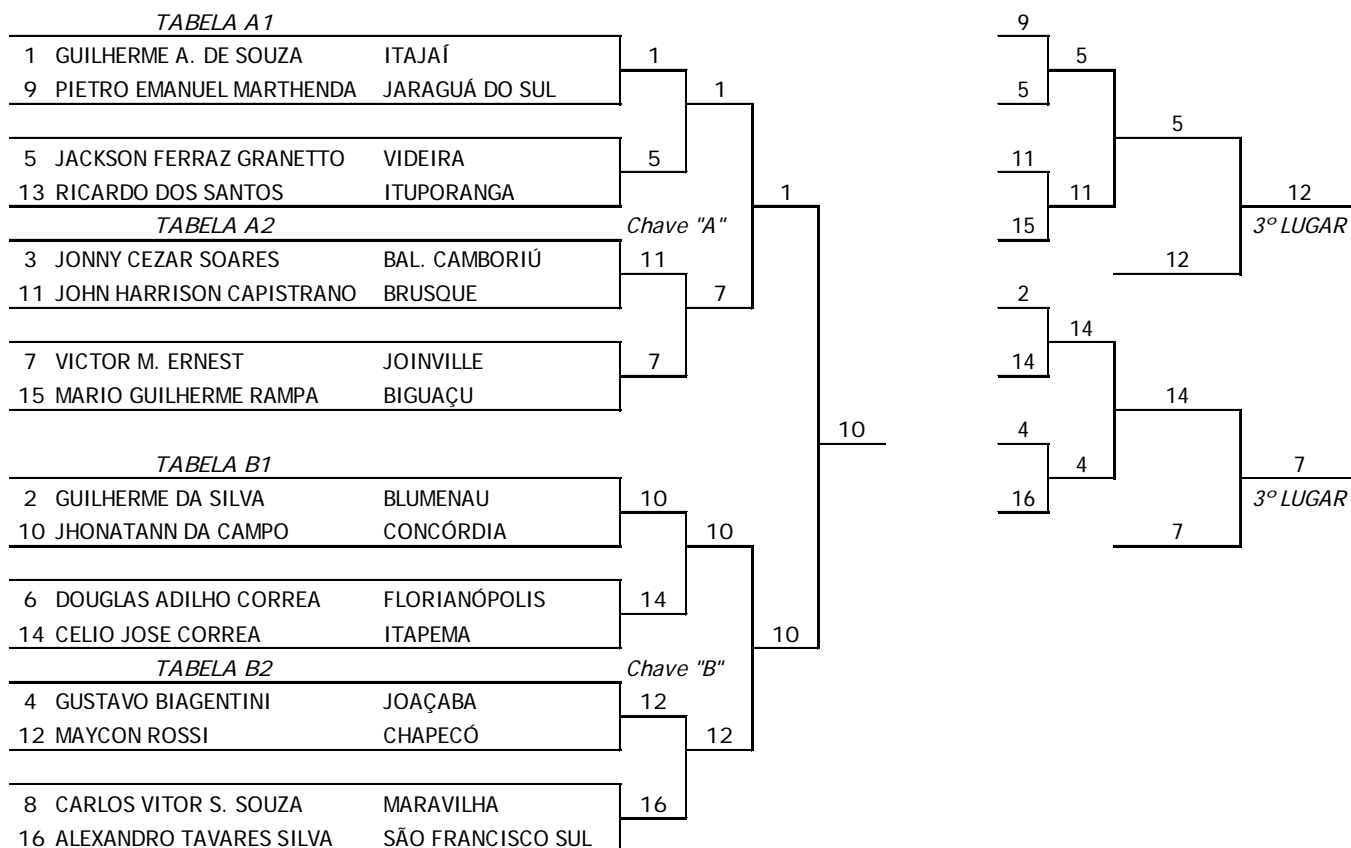 TABELA A1
9
1 GUILHERME A. DE SOUZA ITAJAÍ 1 5
9 PIETRO EMANUEL MARTHENDA JARAGUÁ DO SUL 1 5
5
5 JACKSON FERRAZ GRANETTO VIDEIRA 5 11
13 RICARDO DOS SANTOS ITUPORANGA 1 11 12
TABELA A2 Chave "A" 15 3º LUGAR
3 JONNY CEZAR SOARES BAL. CAMBORIÚ 11 12
11 JOHN HARRISON CAPISTRANO BRUSQUE 7 2
14
7 VICTOR M. ERNEST JOINVILLE 7 14
15 MARIO GUILHERME RAMPA BIGUAÇU 14
10 4
TABELA B1 4 7
2 GUILHERME DA SILVA BLUMENAU 10 16 3º LUGAR
10 JHONATANN DA CAMPO CONCÓRDIA 10 7
6 DOUGLAS ADILHO CORREA FLORIANÓPOLIS 14
14 CELIO JOSE CORREA ITAPEMA 10
TABELA B2 Chave "B"
4 GUSTAVO BIAGENTINI JOAÇABA 12
12 MAYCON ROSSI CHAPECÓ 12
8 CARLOS VITOR S. SOUZA MARAVILHA 16
16 ALEXANDRO TAVARES SILVA SÃO FRANCISCO SUL